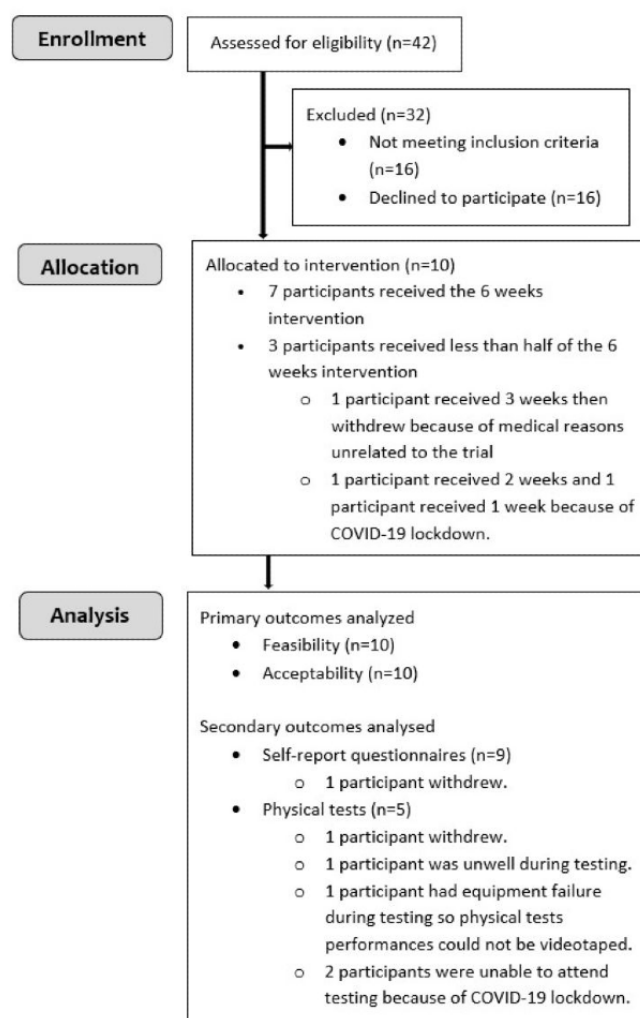 Enrollment
Assessed for eligibility (n=42)
Excluded (n=32)
• Not meeting inclusion criteria
(n=16)
• Declined to participate (n=16)
Allocation
Allocated to intervention (n=10)
• 7 participants received the 6 weeks
intervention
• 3 participants received less than half of the 6
weeks intervention
o 1 participant received 3 weeks then
withdrew because of medical reasons
unrelated to the trial
o 1 participant received 2 weeks and 1
participant received 1 week because of
COVID-19 lockdown.
Analysis
Primary outcomes analyzed
• Feasibility (n=10)
• Acceptability (n=10)
Secondary outcomes analysed
• Self-report questionnaires (n=9)
o 1 participant withdrew.
• Physical tests (n=5)
o 1 participant withdrew.
o 1 participant was unwell during testing.
o 1 participant had equipment failure
during testing so physical tests
performances could not be videotaped.
o 2 participants were unable to attend
testing because of COVID-19 lockdown.